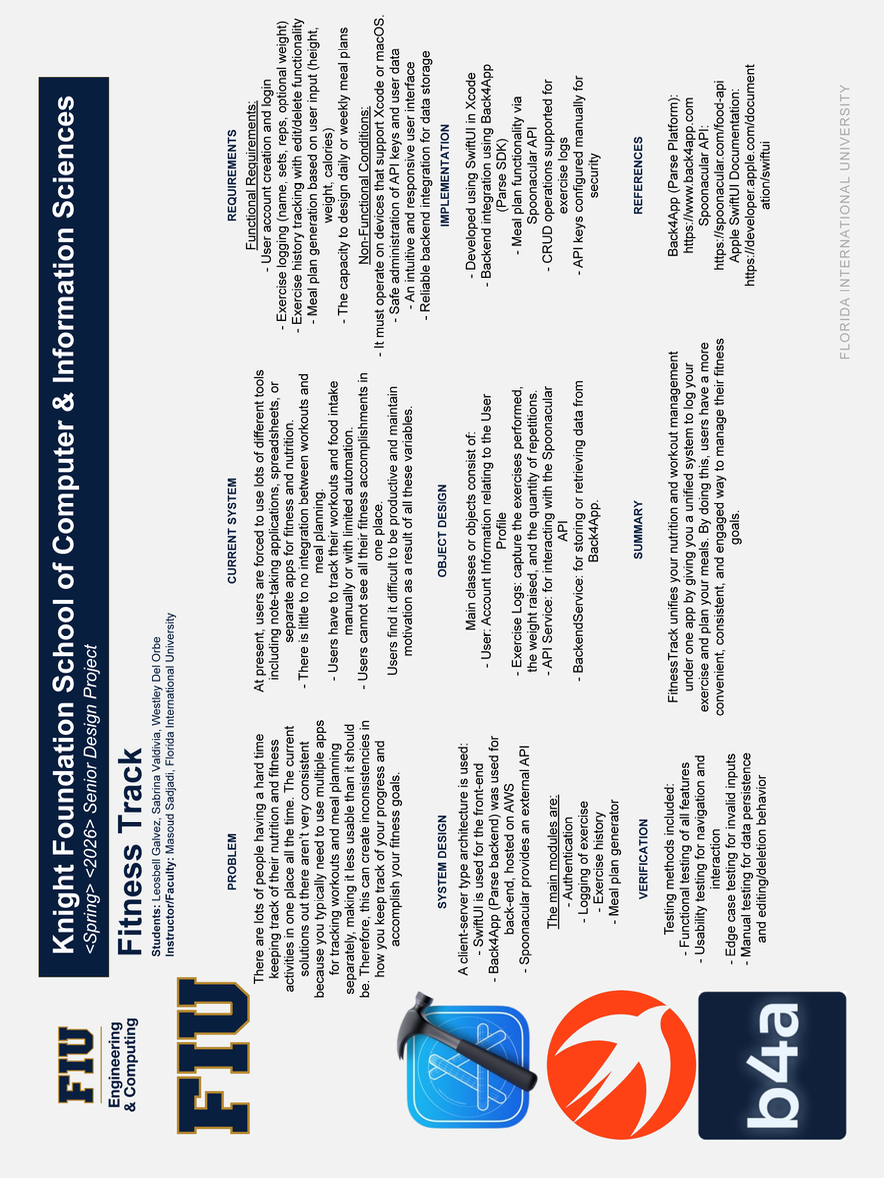 FIU
Engineering
& Computing
Knight Foundation School of Computer & Information Sciences
<Spring> <2026> Senior Design Project
Fitness Track
Students: Leosbell Galvez, Sabrina Valdivia, Westley Del Orbe
Instructor/Faculty: Masoud Sadjadi, Florida International University
FIU
PROBLEM
There are lots of people having a hard time
keeping track of their nutrition and fitness
activities in one place all the time. The current
solutions out there aren't very consistent
because you typically need to use multiple apps
for tracking workouts and meal planning
separately, making it less usable than it should
be. Therefore, this can create inconsistencies in
how you keep track of your progress and
accomplish your fitness goals.
CURRENT SYSTEM
At present, users are forced to use lots of different tools
including note-taking applications, spreadsheets, or
separate apps for fitness and nutrition.
- There is little to no integration between workouts and
meal planning.
- Users have to track their workouts and food intake
manually or with limited automation.
- Users cannot see all their fitness accomplishments in
one place.
Users find it difficult to be productive and maintain
motivation as a result of all these variables.
REQUIREMENTS
Functional Requirements:
- User account creation and login
- Exercise logging (name, sets, reps, optional weight)
- Exercise history tracking with edit/delete functionality
- Meal plan generation based on user input (height,
weight, calories)
- The capacity to design daily or weekly meal plans
Non-Functional Conditions:
- It must operate on devices that support Xcode or macOS.
- Safe administration of API keys and user data
- An intuitive and responsive user interface
- Reliable backend integration for data storage
SYSTEM DESIGN
A client-server type architecture is used:
- SwiftUI is used for the front-end
- Back4App (Parse backend) was used for
back-end, hosted on AWS
- Spoonacular provides an external API
The main modules are:
- Authentication
- Logging of exercise
- Exercise history
- Meal plan generator
OBJECT DESIGN
Main classes or objects consist of:
- User: Account Information relating to the User
Profile
- Exercise Logs: capture the exercises performed,
the weight raised, and the quantity of repetitions.
- API Service: for interacting with the Spoonacular
API
- BackendService: for storing or retrieving data from
Back4App.
IMPLEMENTATION
- Developed using SwiftUI in Xcode
- Backend integration using Back4App
(Parse SDK)
- Meal plan functionality via
Spoonacular API
- CRUD operations supported for
exercise logs
- API keys configured manually for
security
VERIFICATION
Testing methods included:
- Functional testing of all features
- Usability testing for navigation and
interaction
- Edge case testing for invalid inputs
- Manual testing for data persistence
and editing/deletion behavior
SUMMARY
FitnessTrack unifies your nutrition and workout management
under one app by giving you a unified system to log your
exercise and plan your meals. By doing this, users have a more
convenient, consistent, and engaged way to manage their fitness
goals.
REFERENCES
Back4App (Parse Platform):
https://www.back4app.com
Spoonacular API:
https://spoonacular.com/food-api
Apple SwiftUI Documentation:
https://developer.apple.com/document
ation/swiftui
b4a
FLORIDA INTERNATIONAL UNIVERSITY